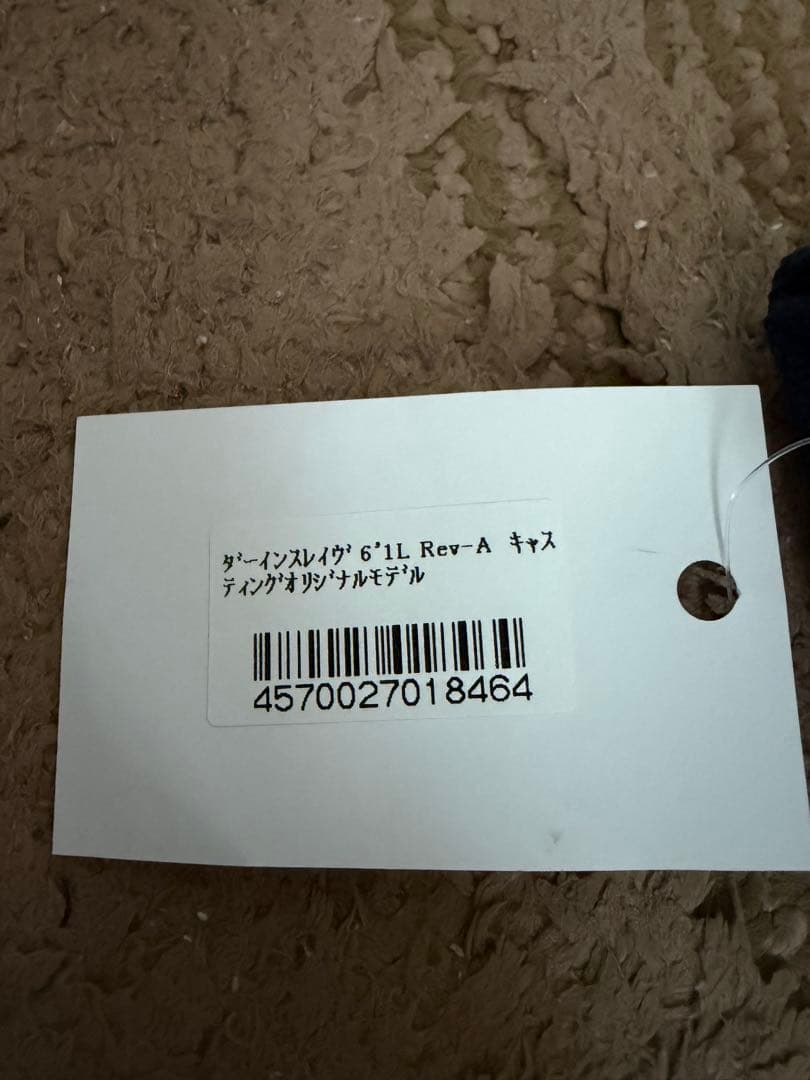 ﾀﾞｰｲﾝｽﾚｲｳﾞ 6'1L Rev-A ｷｬｽ
ﾃｨﾝｸﾞｵﾘｼﾞﾅﾙﾓﾃﾞﾙ
4570027018464